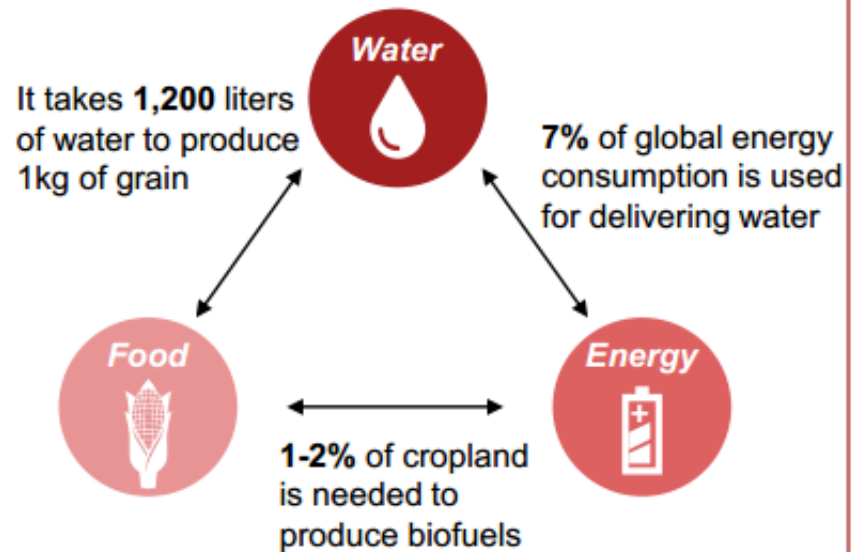 Water
It takes 1,200 liters
of water to produce
1kg of grain
7% of global energy
consumption is used
for delivering water
Food
Energy
1-2% of cropland
is needed to
produce biofuels